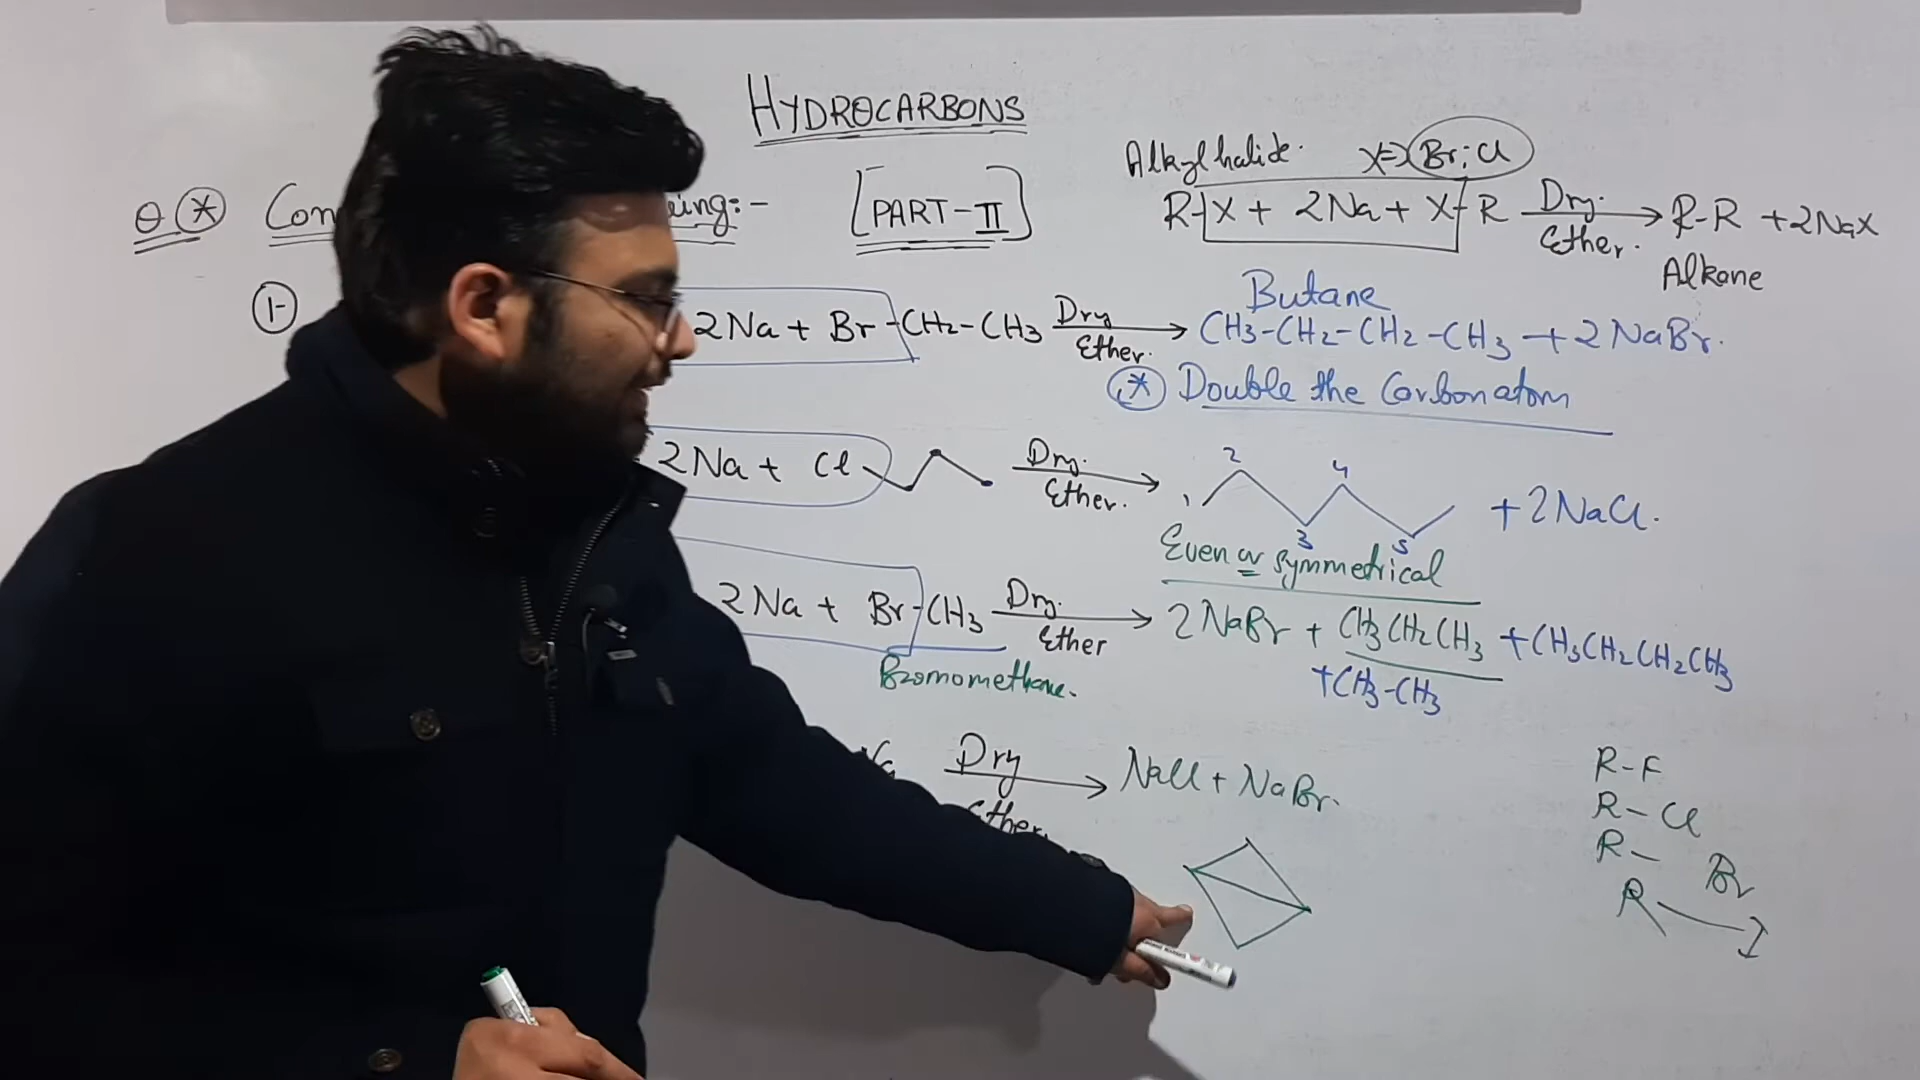 HYDROCARBONS
Alkyl halide. X=> Br; Cl
[PART-II]
R-X + 2Na + X-R Dry. Ether. → R-R + 2NaX
Alkane
1-
2Na + Br-CH2-CH3 Dry Ether. → CH3-CH2-CH2-CH3 + 2NaBr.
Butane
* Double the Carbon atom
2Na + Cl Dry. Ether. → 1 2 3 4 5 + 2NaCl.
Even or symmetrical
2Na + Br-CH3 Dry. Ether → 2NaBr + CH3CH2CH3 + CH3CH2CH2CH3
+CH3-CH3
Bromomethane.
Dry Ether. → NaCl + NaBr.
R-F
R-Cl
R- Br
R-I